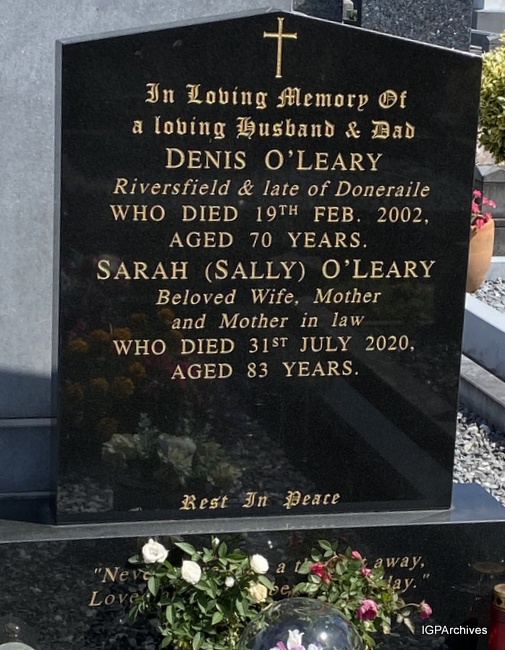 In Loving Memory Of
a loving Husband & Dad
DENIS O'LEARY
Riversfield & late of Doneraile
WHO DIED 19TH FEB. 2002,
AGED 70 YEARS.
SARAH (SALLY) O'LEARY
Beloved Wife, Mother
and Mother in law
WHO DIED 31ST JULY 2020,
AGED 83 YEARS.
Rest In Peace
a away,
IGPArchives